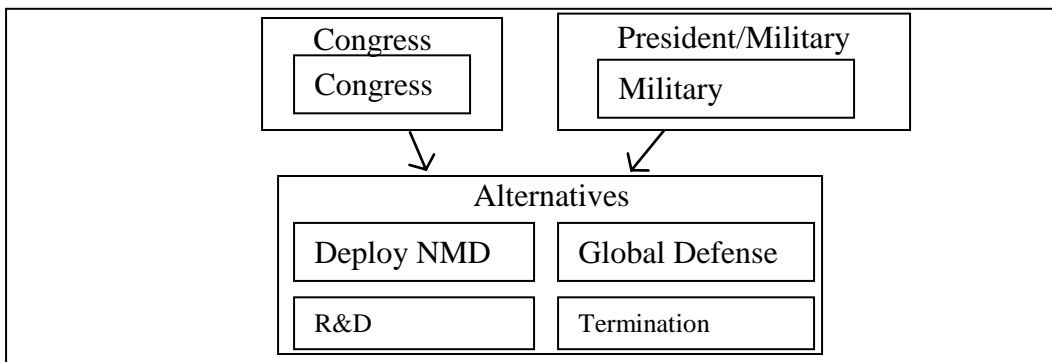 Congress
Congress
President/Military
Military
Alternatives
Deploy NMD
Global Defense
R&D
Termination